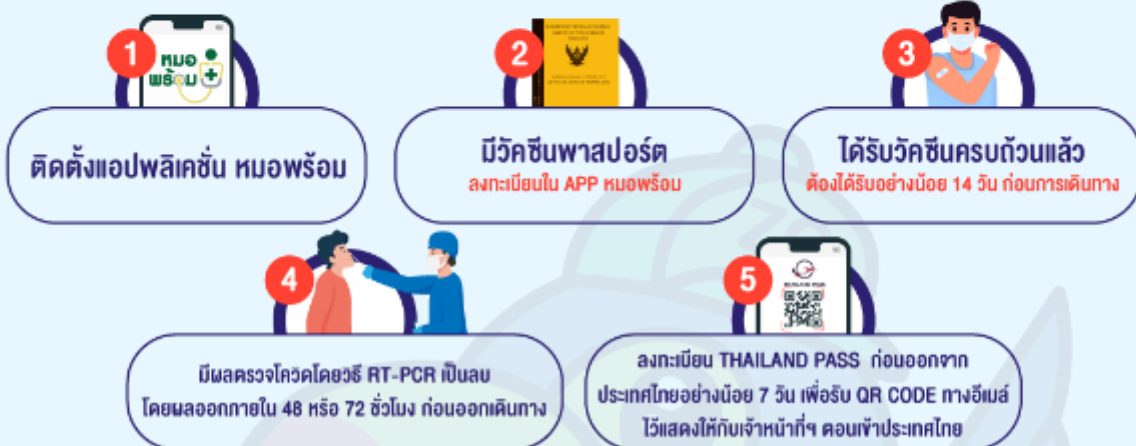 1
หมอ
พร้อม
ติดตั้งแอปพลิเคชั่น หมอพร้อม
2
มีวัคซีนพาสปอร์ต
ลงทะเบียนใน APP หมอพร้อม
3
ได้รับวัคซีนครบถ้วนแล้ว
ต้องได้รับอย่างน้อย 14 วัน ก่อนการเดินทาง
4
มีผลตรวจโควิดโดยวิธี RT-PCR เป็นลบ
โดยผลออกภายใน 48 หรือ 72 ชั่วโมง ก่อนออกเดินทาง
5
ลงทะเบียน THAILAND PASS ก่อนออกจาก
ประเทศไทยอย่างน้อย 7 วัน เพื่อรับ QR CODE ทางอีเมล์
ไว้แสดงให้กับเจ้าหน้าที่ฯ ตอนเข้าประเทศไทย